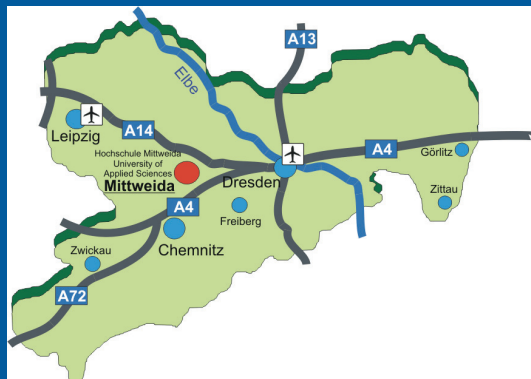 A13
Elbe
Leipzig
A14
Hochschule Mittweida
University of
Applied Sciences
Mittweida
A4
Görlitz
Dresden
Zittau
A4
Freiberg
Chemnitz
Zwickau
A72